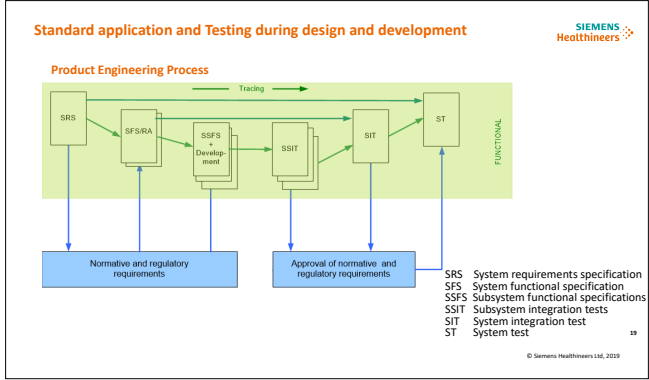 Standard application and Testing during design and development
SIEMENS
Healthineers
Product Engineering Process
Tracing
SRS
SFS/RA
SSFS
+
Develop-
ment
SSIT
SIT
ST
FUNCTIONAL
Normative and regulatory
requirements
Approval of normative and
regulatory requirements
SRS System requirements specification
SFS System functional specification
SSFS Subsystem functional specifications
SSIT Subsystem integration tests
SIT System integration test
ST System test
19
© Siemens Healthineers Ltd, 2019